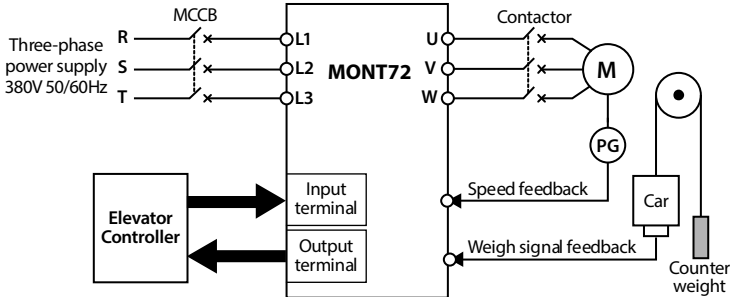 MCCB
Three-phase
power supply
380V 50/60Hz
R
S
T
L1
L2
L3
MONT72
U
V
W
Contactor
M
PG
Speed feedback
Car
Weigh signal feedback
Counter
weight
Elevator
Controller
Input
terminal
Output
terminal